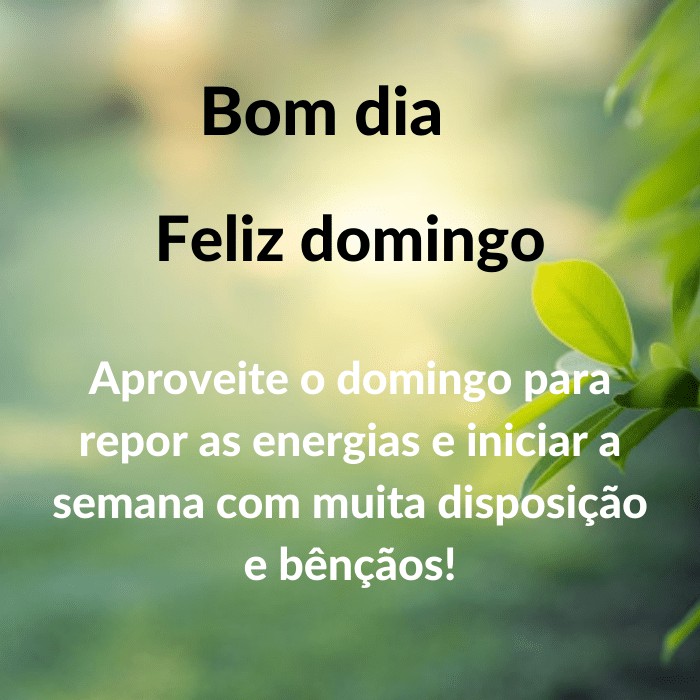 Bom dia
Feliz domingo
Aproveite o domingo para
repor as energias e iniciar a
semana com muita disposição
e bênçãos!